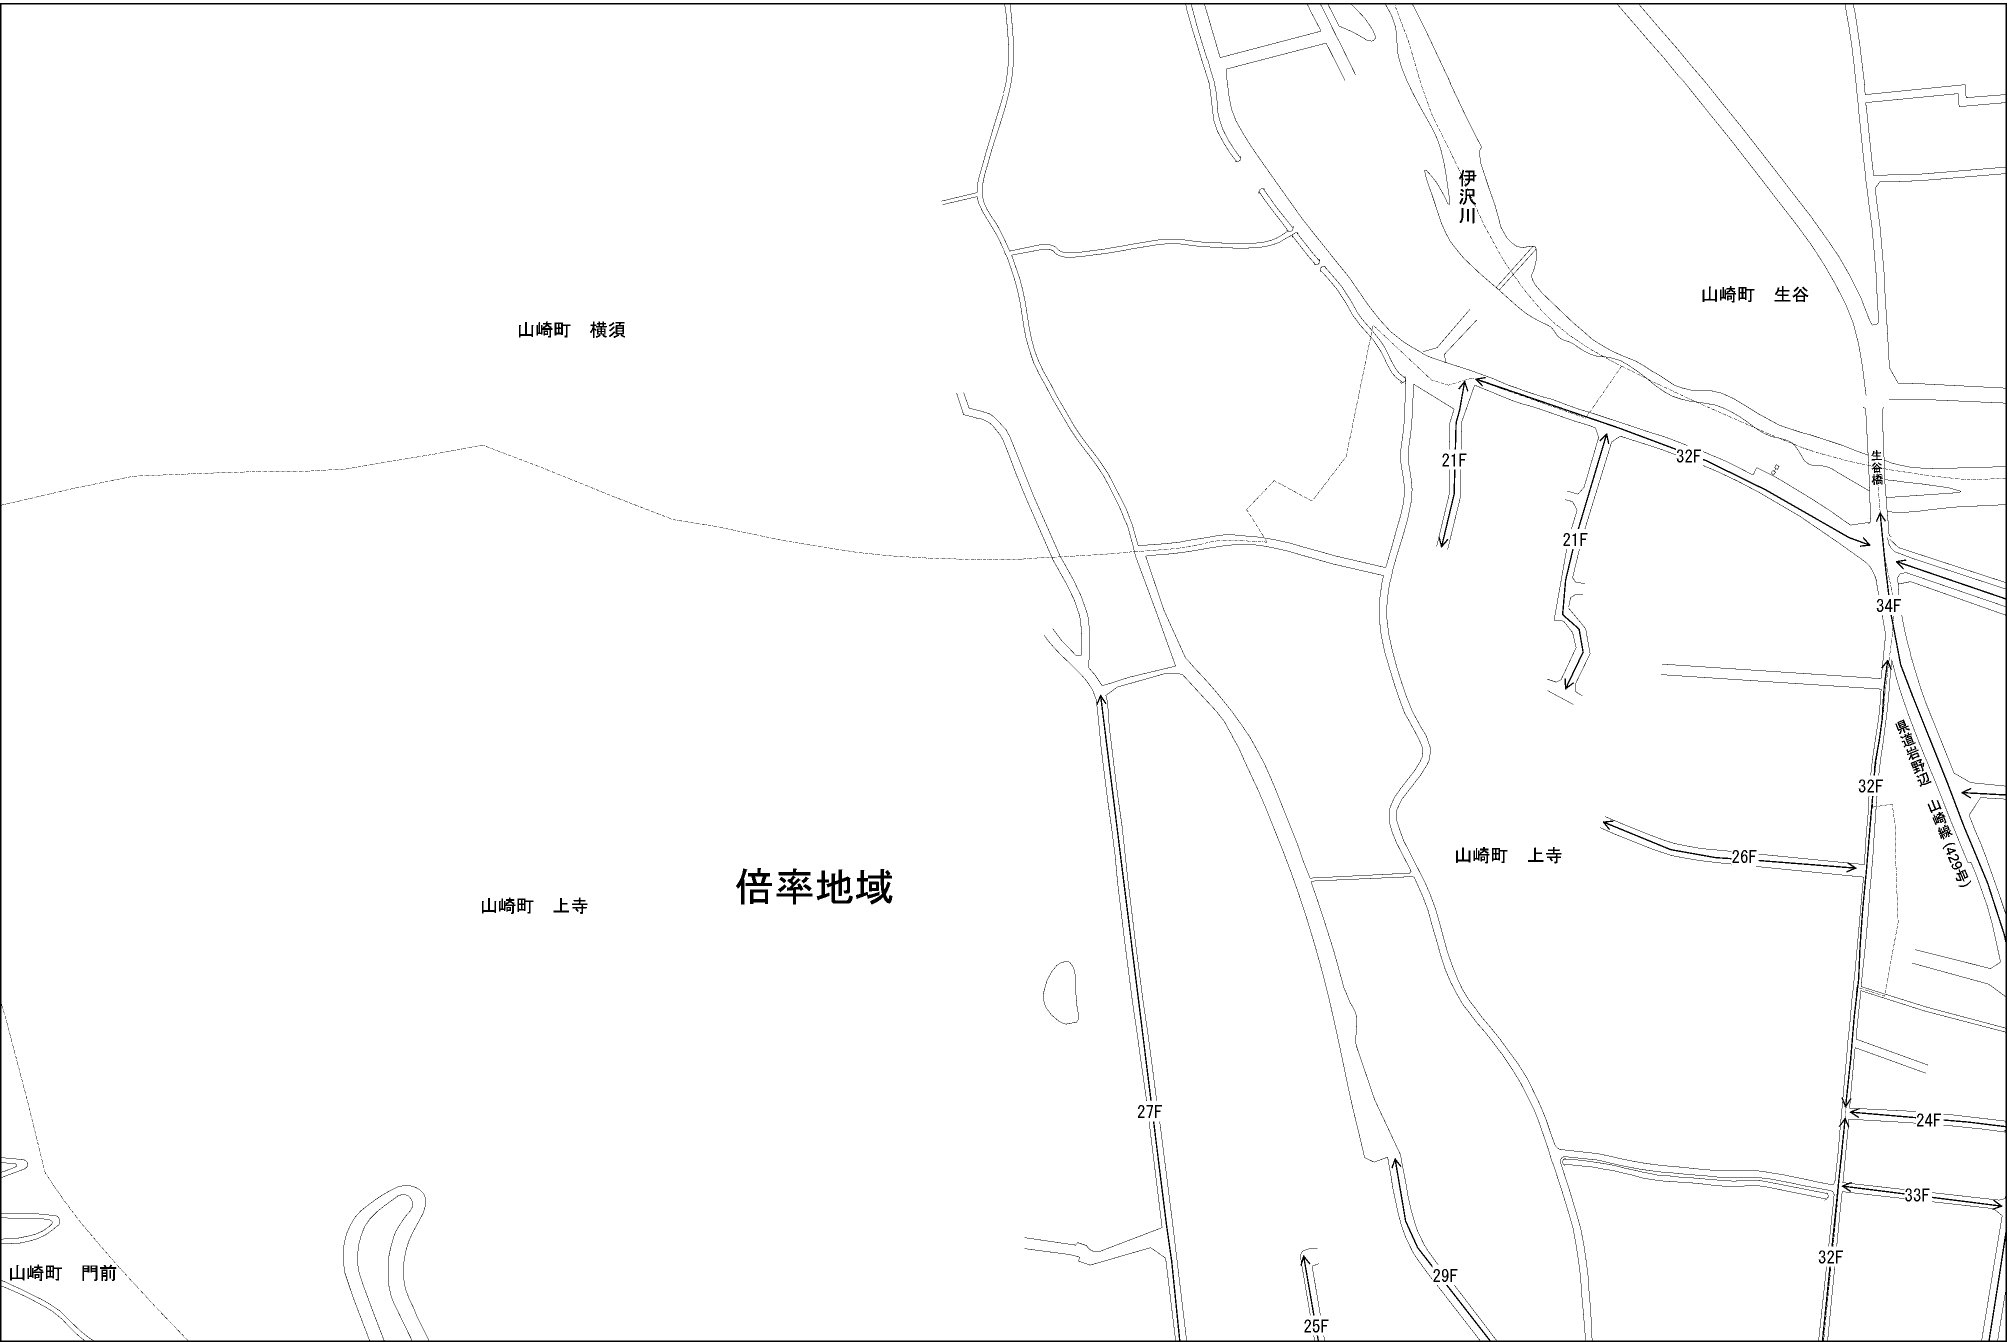 伊沢川
山崎町　生谷
山崎町　横須
21F
32F
生谷橋
21F
34F
県道岩野辺　山崎線(429号)
32F
山崎町　上寺
26F
倍率地域
山崎町　上寺
27F
24F
33F
32F
山崎町　門前
29F
25F